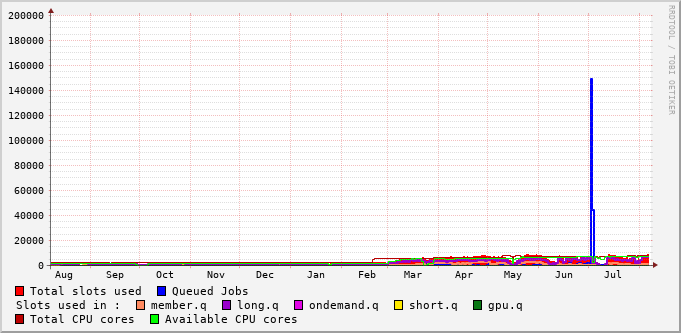 RRDTOOL / TOBI OETIKER
200000
180000
160000
140000
120000
100000
80000
60000
40000
20000
0
Aug Sep Oct Nov Dec Jan Feb Mar Apr May Jun Jul
Total slots used Queued Jobs
Slots used in : member.q long.q ondemand.q short.q gpu.q
Total CPU cores Available CPU cores